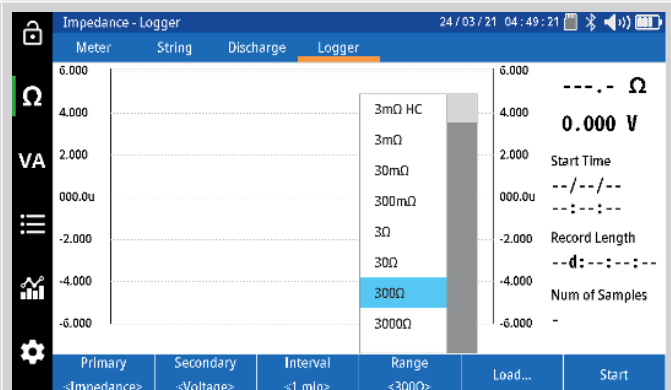 Impedance - Logger 24/03/21 04:49:21
Meter String Discharge Logger
Ω
VA
6.000
4.000
2.000
000.0u
-2.000
-4.000
-6.000
3mΩ HC
3mΩ
30mΩ
300mΩ
3Ω
30Ω
300Ω
3000Ω
6.000
4.000
2.000
000.0u
-2.000
-4.000
-6.000
---.- Ω
0.000 V
Start Time
--/--/--
--:--:--
Record Length
--d:--:--:--
Num of Samples
-
Primary Secondary Interval Range Load... Start
<Impedance> <Voltage> <1 min> <300Ω>